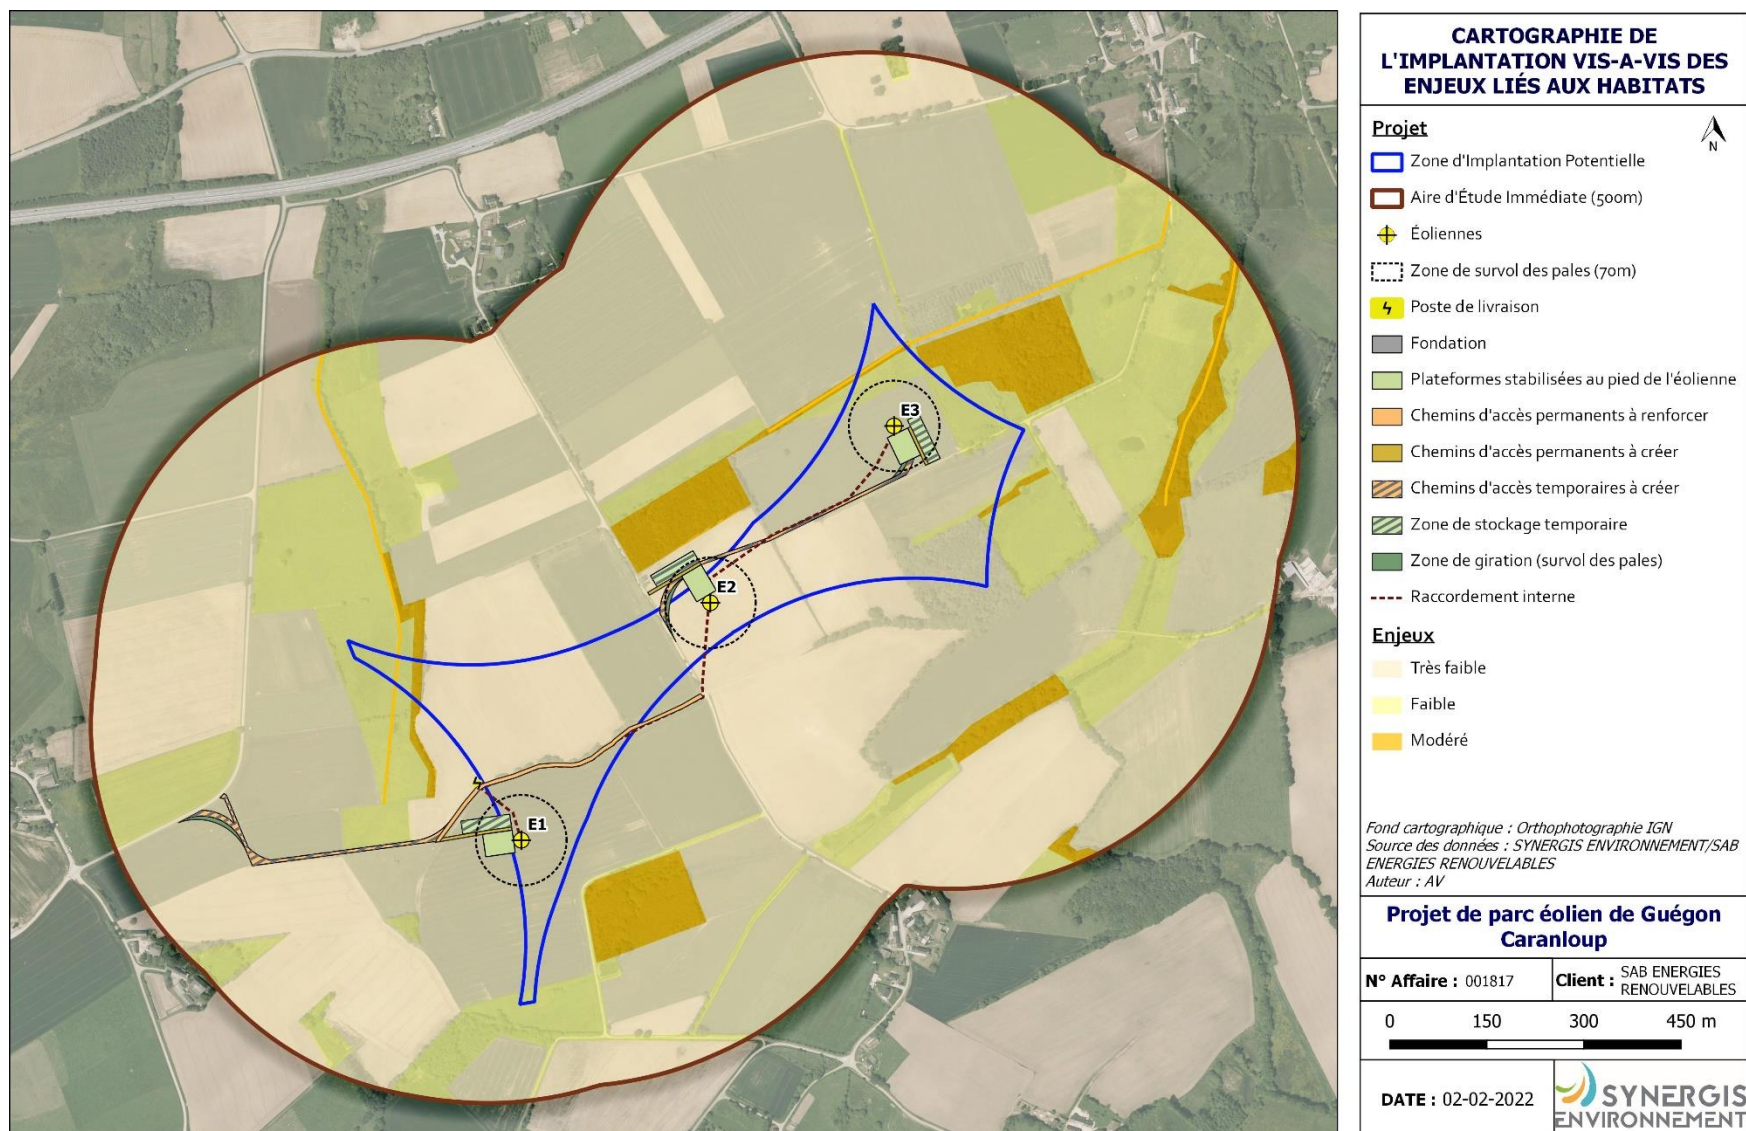 CARTOGRAPHIE DE
L'IMPLANTATION VIS-A-VIS DES
ENJEUX LIÉS AUX HABITATS
Projet
N
Zone d'Implantation Potentielle
Aire d'Étude Immédiate (500m)
Éoliennes
Zone de survol des pales (70m)
Poste de livraison
Fondation
Plateformes stabilisées au pied de l'éolienne
Chemins d'accès permanents à renforcer
Chemins d'accès permanents à créer
Chemins d'accès temporaires à créer
Zone de stockage temporaire
Zone de giration (survol des pales)
Raccordement interne
Enjeux
Très faible
Faible
Modéré
Fond cartographique : Orthophotographie IGN
Source des données : SYNERGIS ENVIRONNEMENT/SAB
ENERGIES RENOUVELABLES
Auteur : AV
Projet de parc éolien de Guégon
Caranloup
N° Affaire : 001817
Client : SAB ENERGIES
RENOUVELABLES
0 150 300 450 m
DATE : 02-02-2022
SYNERGIS
ENVIRONNEMENT
E3
E2
E1